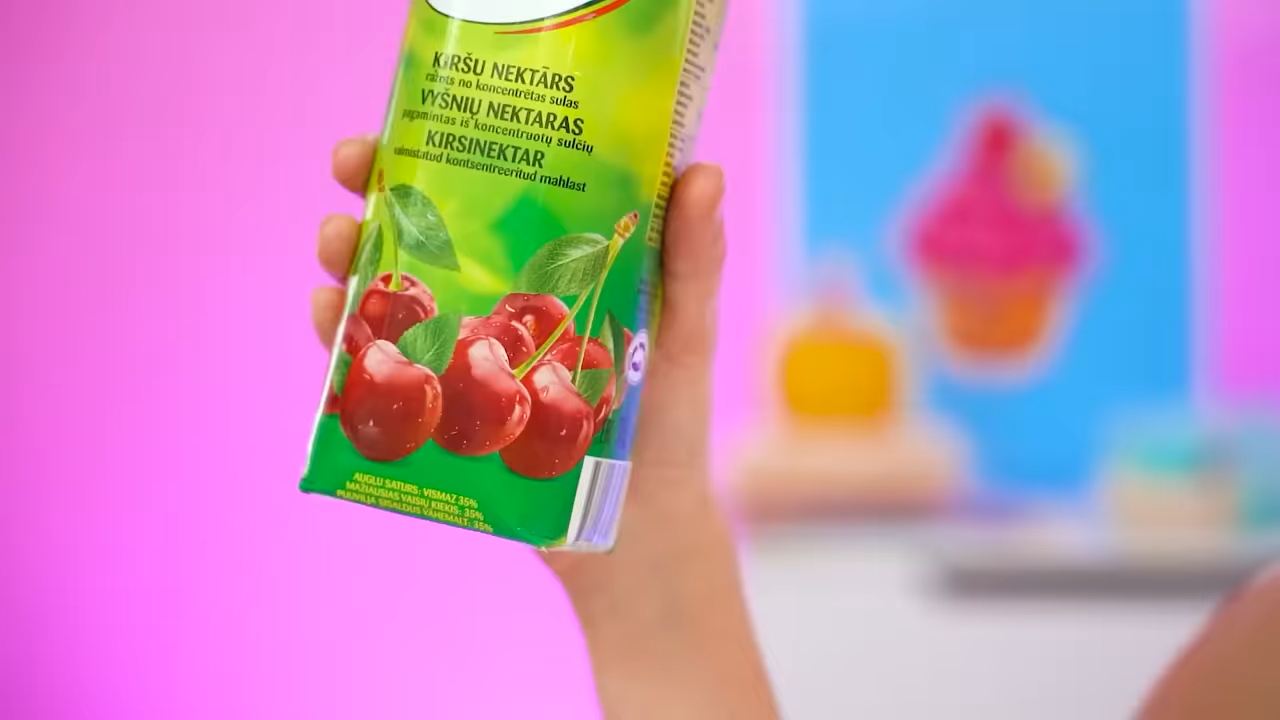 ĶIRŠU NEKTĀRS
ražots no koncentrētas sulas
VYŠNIŲ NEKTARAS
pagamintas iš koncentruotų sulčių
KIRSINEKTAR
valmistatud kontsentreeritud mahlast
AUGĻU SATURS: VISMAZ 35%
MAŽIAUSIAS VAISIŲ KIEKIS: 35%
PUUVILJA SISALDUS VÄHEMALT: 35%